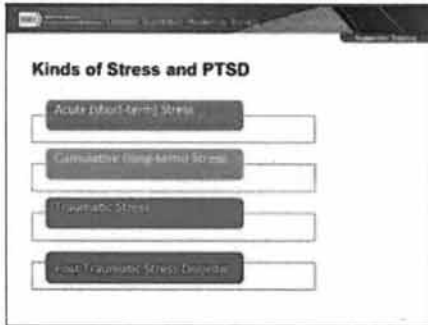 Kinds of Stress and PTSD
Acute (short-term) Stress
Cumulative (long-term) Stress
Traumatic Stress
Post Traumatic Stress Disorder